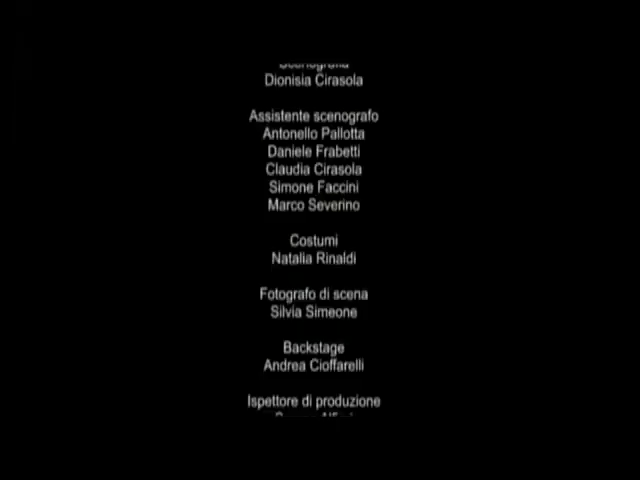 Scenografia
Dionisia Cirasola
Assistente scenografo
Antonello Pallotta
Daniele Frabetti
Claudia Cirasola
Simone Faccini
Marco Severino
Costumi
Natalia Rinaldi
Fotografo di scena
Silvia Simeone
Backstage
Andrea Cioffarelli
Ispettore di produzione